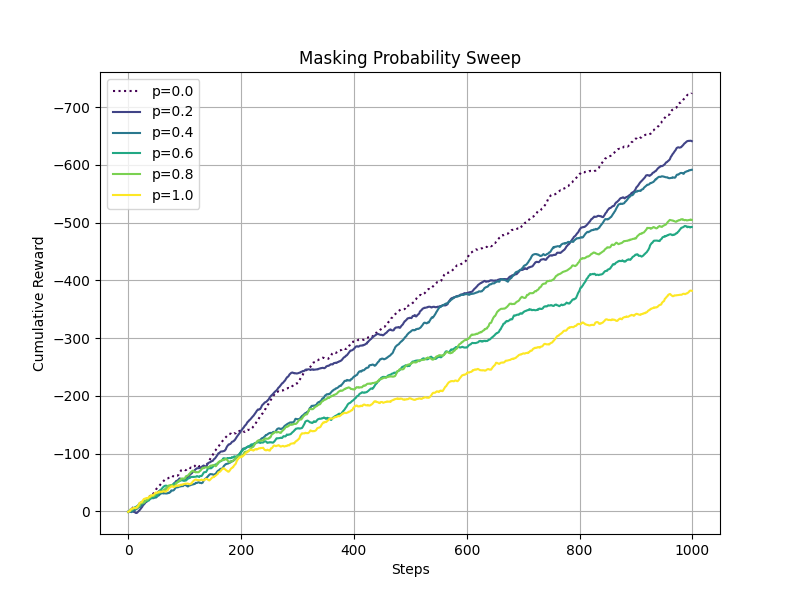 Masking Probability Sweep
p=0.0
p=0.2
p=0.4
p=0.6
p=0.8
p=1.0
−700
−600
−500
−400
−300
−200
−100
0
Cumulative Reward
0 200 400 600 800 1000
Steps